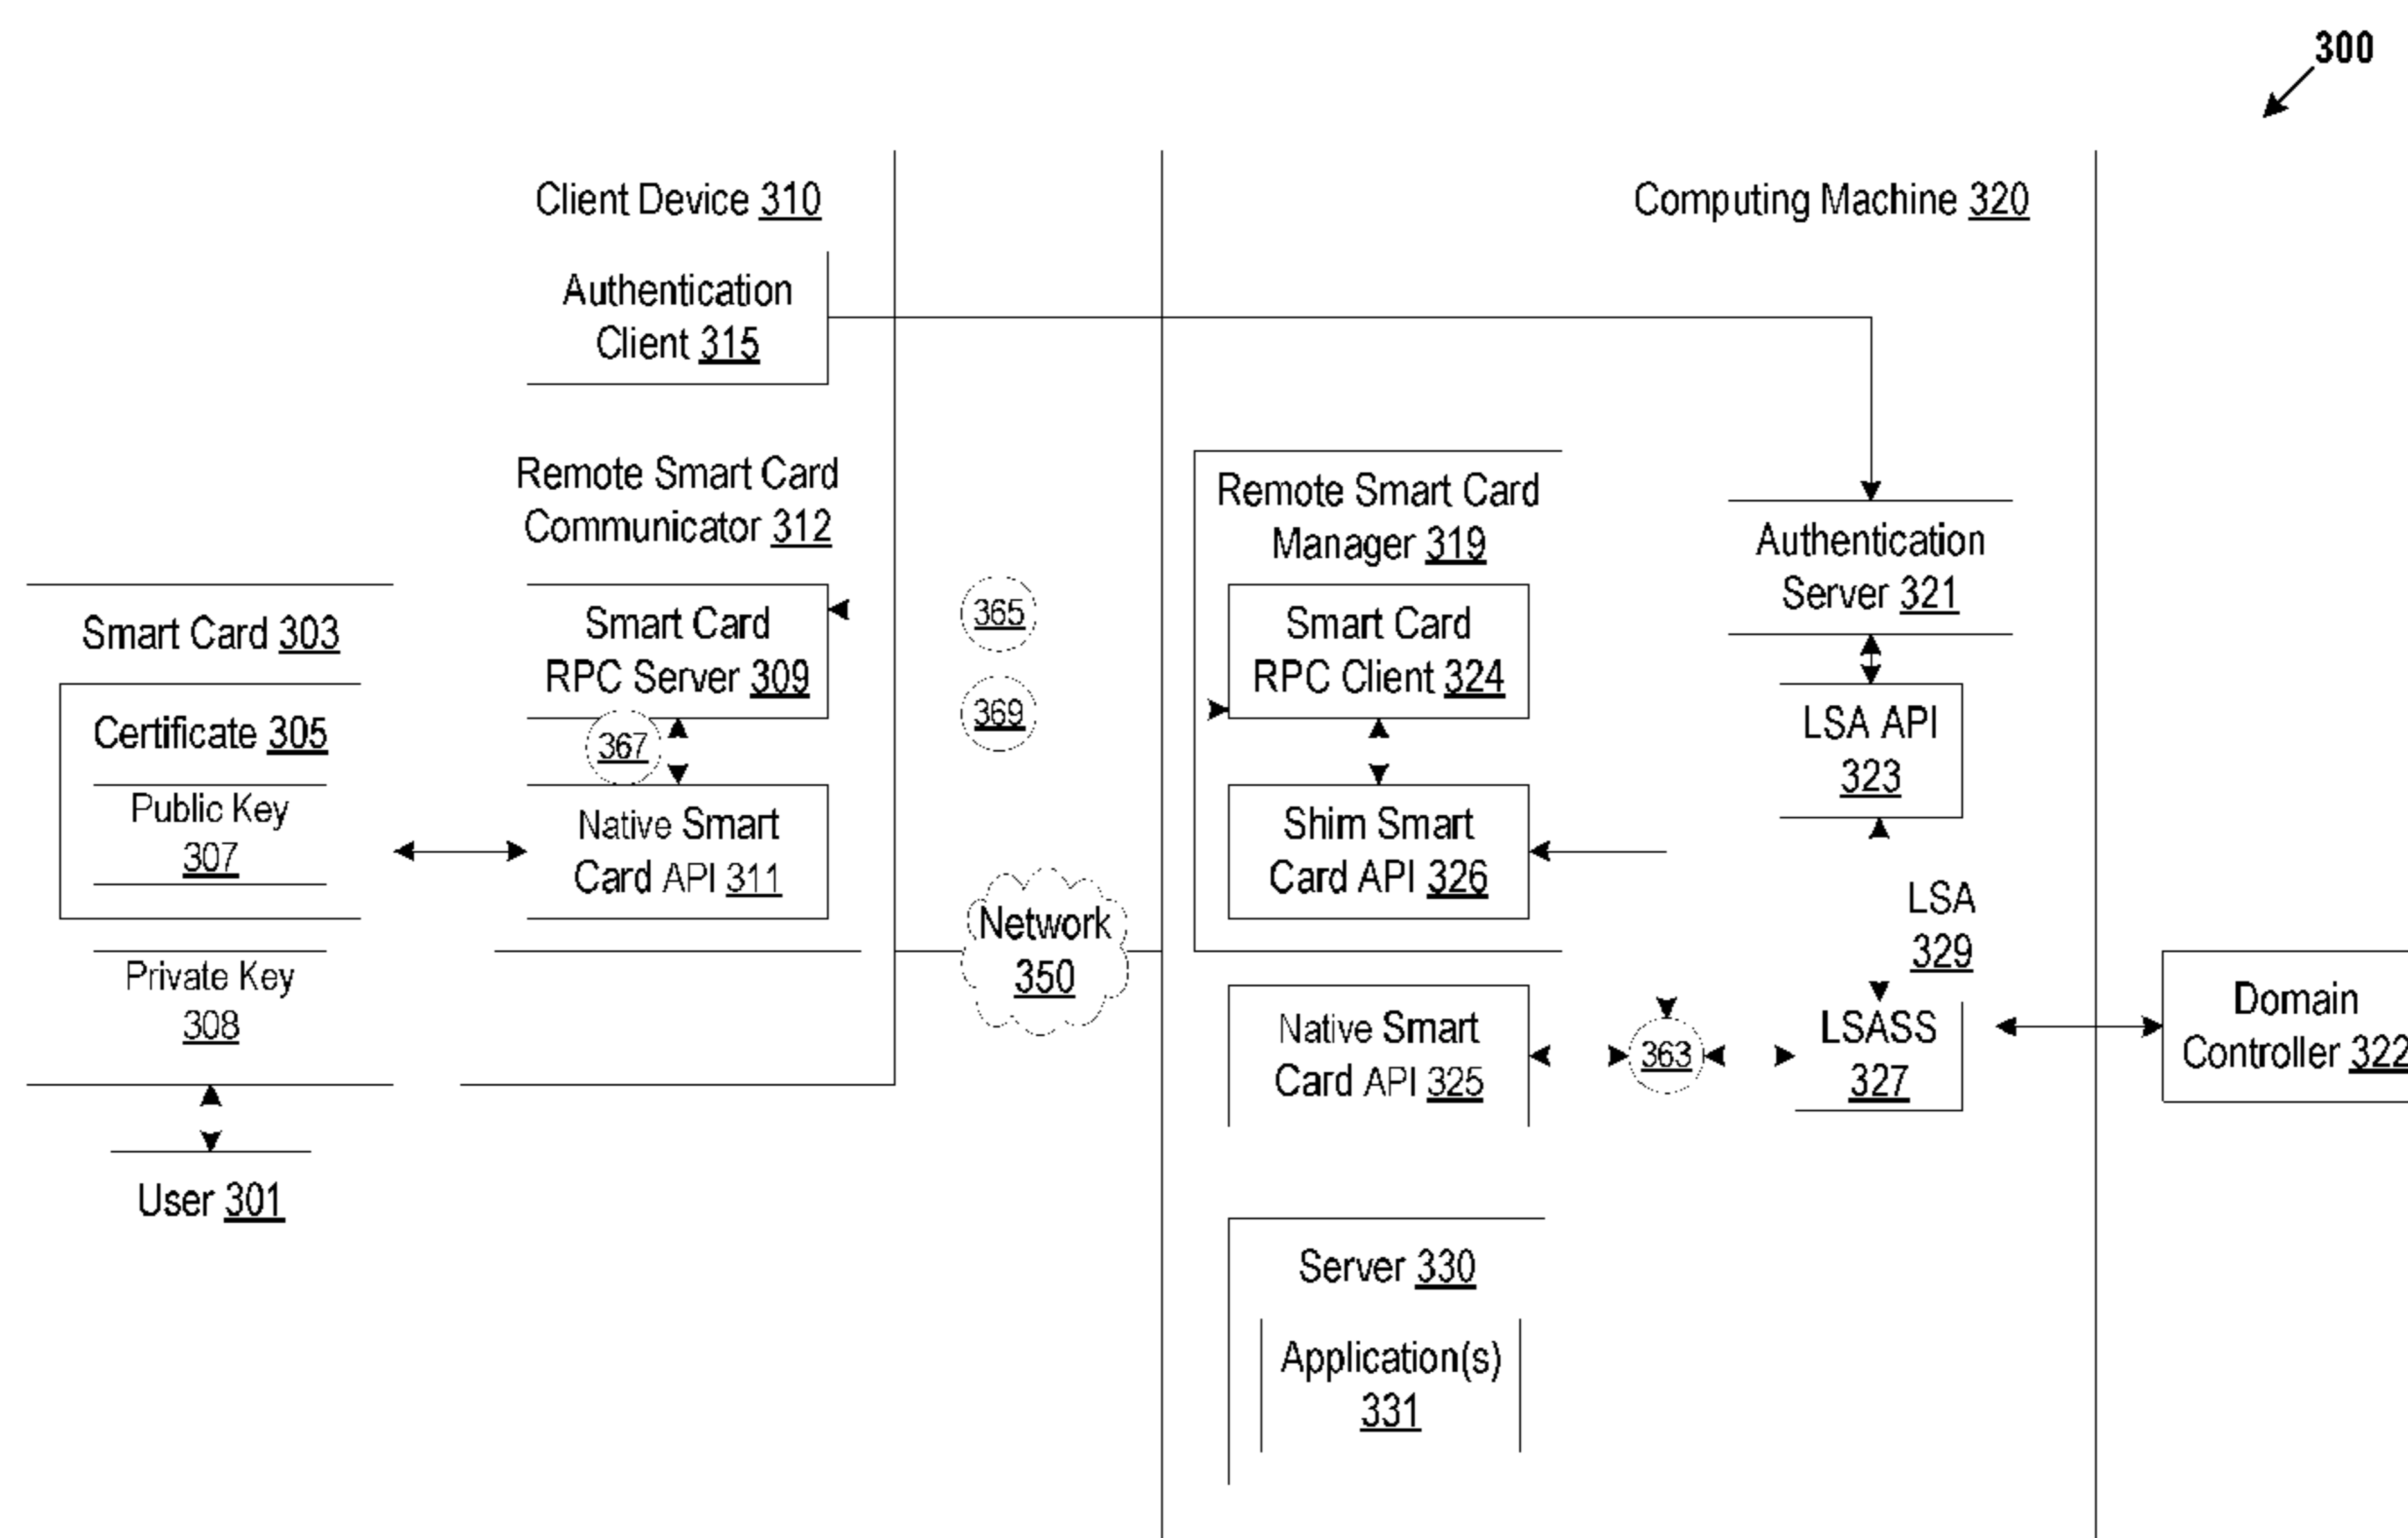 300
Client Device 310
Computing Machine 320
Authentication
Client 315
Remote Smart Card
Communicator 312
Remote Smart Card
Manager 319
Authentication
Server 321
Smart Card 303
Smart Card
RPC Server 309
365
Smart Card
RPC Client 324
Certificate 305
367
369
LSA API
323
Public Key
307
Native Smart
Card API 311
Shim Smart
Card API 326
Network
350
LSA
329
Private Key
308
Native Smart
Card API 325
363
LSASS
327
Domain
Controller 322
User 301
Server 330
Application(s)
331